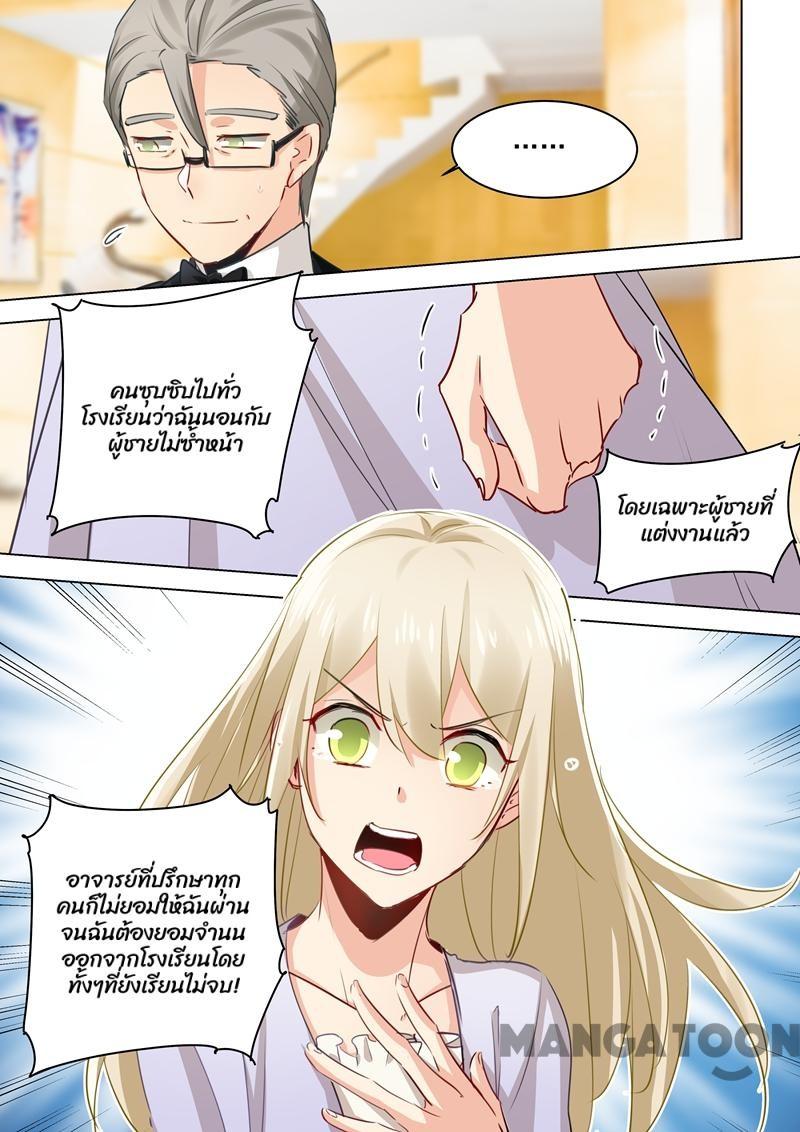 ......
คนซุบซิบไปทั่ว
โรงเรียนว่าฉันนอนกับ
ผู้ชายไม่ซ้ำหน้า
โดยเฉพาะผู้ชายที่
แต่งงานแล้ว
อาจารย์ที่ปรึกษาทุก
คนก็ไม่ยอมให้ฉันผ่าน
จนฉันต้องยอมจำนน
ออกจากโรงเรียนโดย
ทั้งๆที่ยังเรียนไม่จบ!
MANGATOON